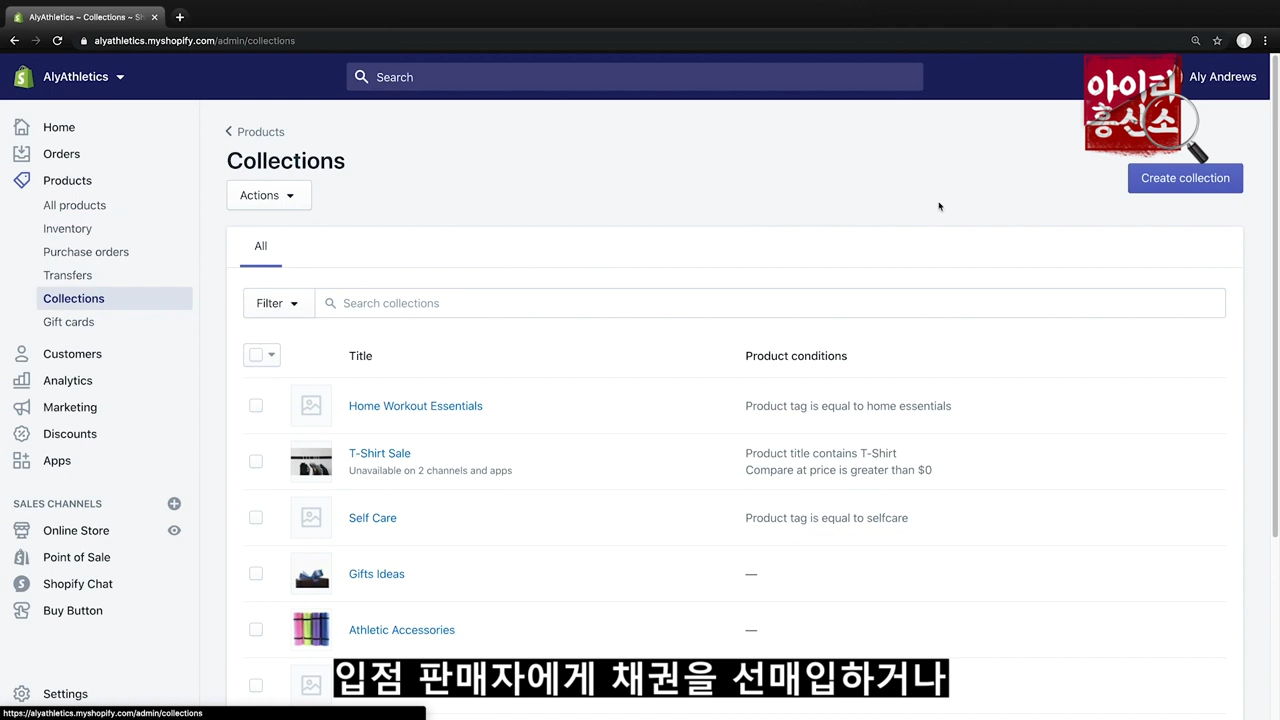 AlyAthletics ~ Collections ~ Sh
alyathletics.myshopify.com/admin/collections
AlyAthletics
Search
Aly Andrews
아이티
흥신소
Home
Orders
Products
All products
Inventory
Purchase orders
Transfers
Collections
Gift cards
Customers
Analytics
Marketing
Discounts
Apps
SALES CHANNELS
Online Store
Point of Sale
Shopify Chat
Buy Button
Settings
Products
Collections
Actions
Create collection
All
Filter
Search collections
Title
Product conditions
Home Workout Essentials
Product tag is equal to home essentials
T-Shirt Sale
Unavailable on 2 channels and apps
Product title contains T-Shirt
Compare at price is greater than $0
Self Care
Product tag is equal to selfcare
Gifts Ideas
—
Athletic Accessories
—
입점 판매자에게 채권을 선매입하거나
https://alyathletics.myshopify.com/admin/collections